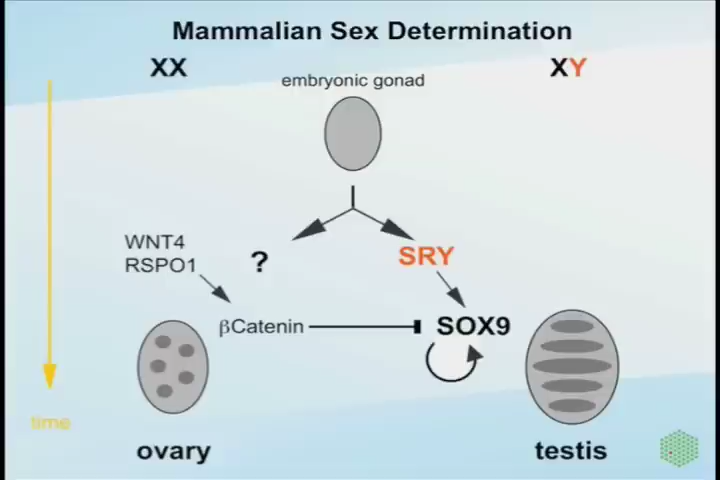 Mammalian Sex Determination
XX
XY
embryonic gonad
WNT4
RSPO1
?
SRY
βCatenin
SOX9
time
ovary
testis